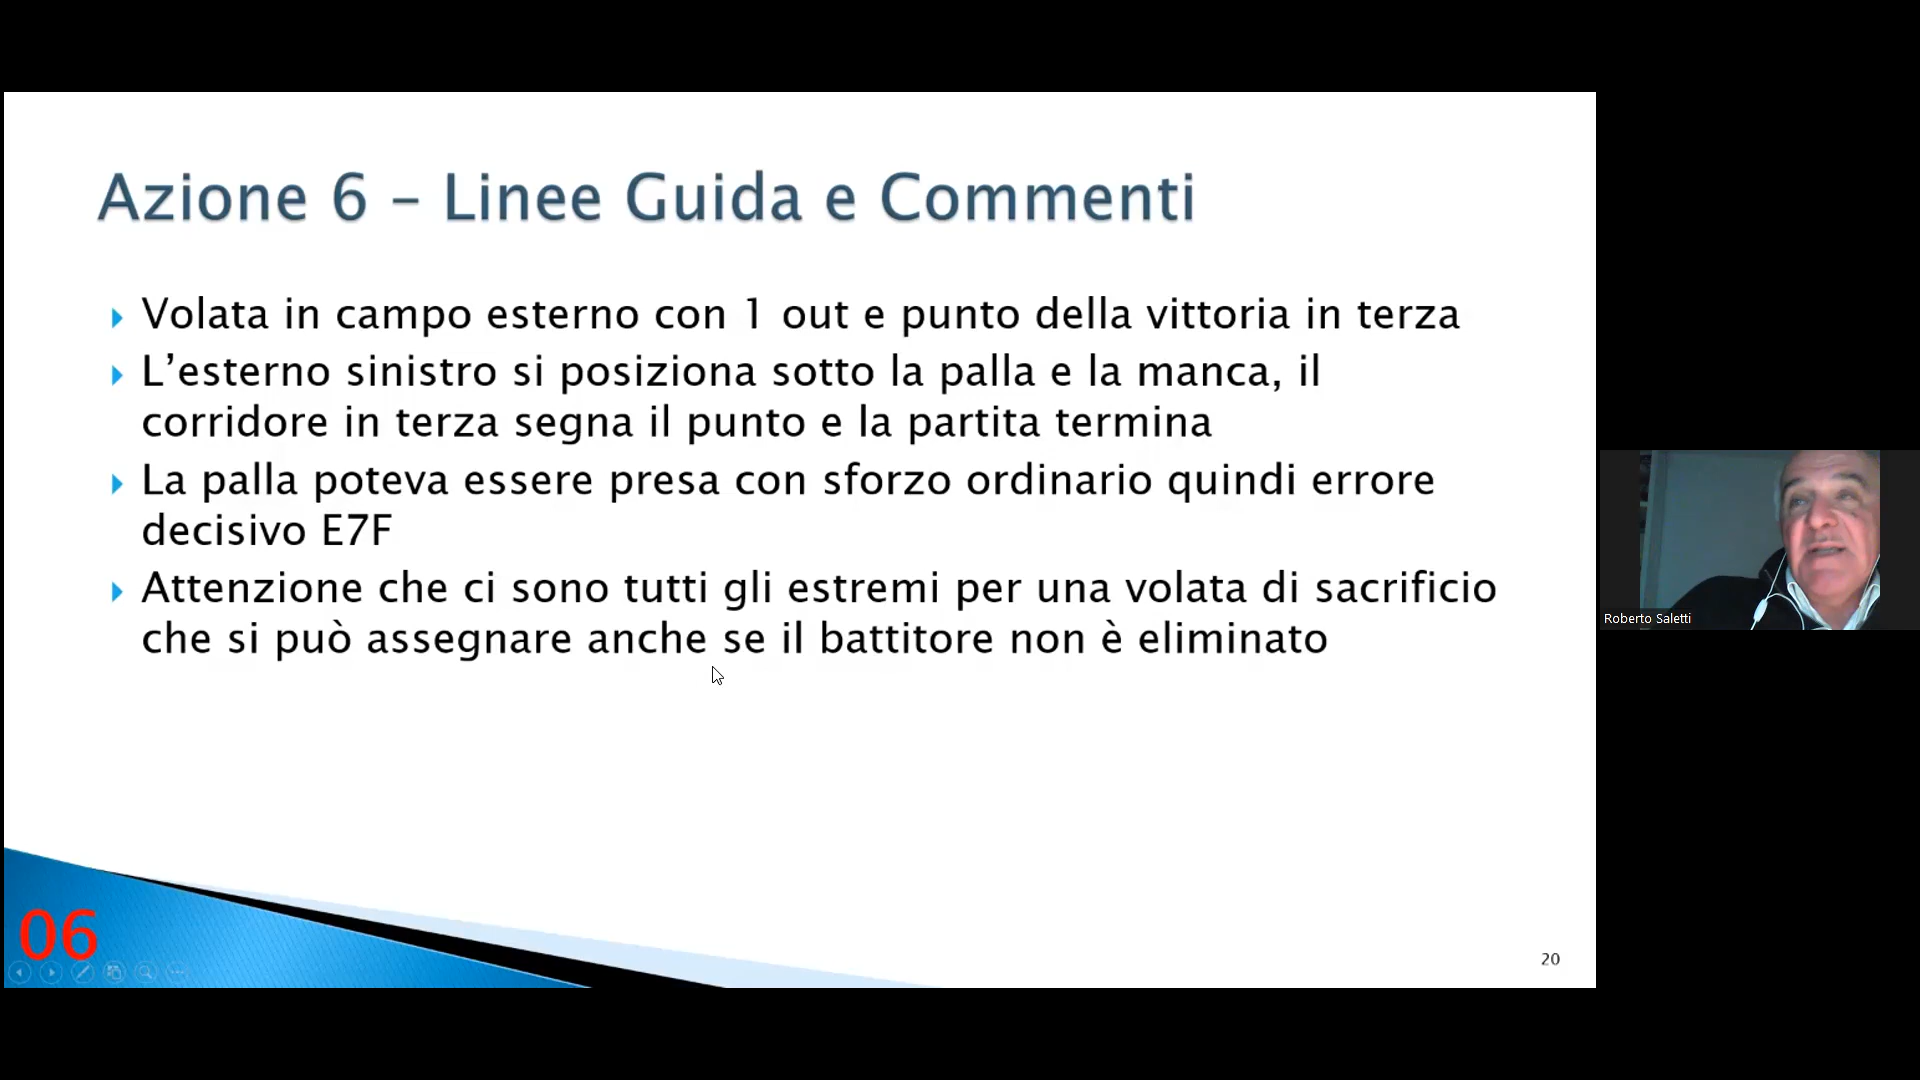 Azione 6 – Linee Guida e Commenti
Volata in campo esterno con 1 out e punto della vittoria in terza
L’esterno sinistro si posiziona sotto la palla e la manca, il
corridore in terza segna il punto e la partita termina
La palla poteva essere presa con sforzo ordinario quindi errore
decisivo E7F
Attenzione che ci sono tutti gli estremi per una volata di sacrificio
che si può assegnare anche se il battitore non è eliminato
Roberto Saletti
06
20